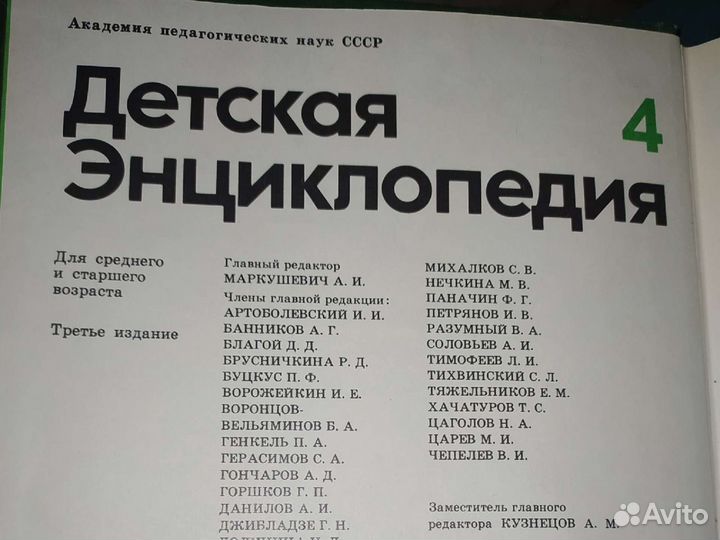 Академия педагогических наук СССР
Детская 4
Энциклопедия
Для среднего
и старшего
возраста
Третье издание
Главный редактор
МАРКУШЕВИЧ А. И.
Члены главной редакции:
АРТОБОЛЕВСКИЙ И. И.
БАННИКОВ А. Г.
БЛАГОЙ Д. Д.
БРУСНИЧКИНА Р. Д.
БУЦКУС П. Ф.
ВОРОЖЕЙКИН И. Е.
ВОРОНЦОВ-
ВЕЛЬЯМИНОВ Б. А.
ГЕНКЕЛЬ П. А.
ГЕРАСИМОВ С. А.
ГОНЧАРОВ А. Д.
ГОРШКОВ Г. П.
ДАНИЛОВ А. И.
ДЖИБЛАДЗЕ Г. Н.
МИХАЛКОВ С. В.
НЕЧКИНА М. В.
ПАНАЧИН Ф. Г.
ПЕТРЯНОВ И. В.
РАЗУМНЫЙ В. А.
СОЛОВЬЕВ А. И.
ТИМОФЕЕВ Л. И.
ТИХВИНСКИЙ С. Л.
ТЯЖЕЛЬНИКОВ Е. М.
ХАЧАТУРОВ Т. С.
ЦАГОЛОВ Н. А.
ЦАРЕВ М. И.
ЧЕПЕЛЕВ В. И.
Заместитель главного
редактора КУЗНЕЦОВ А. М.
Avito